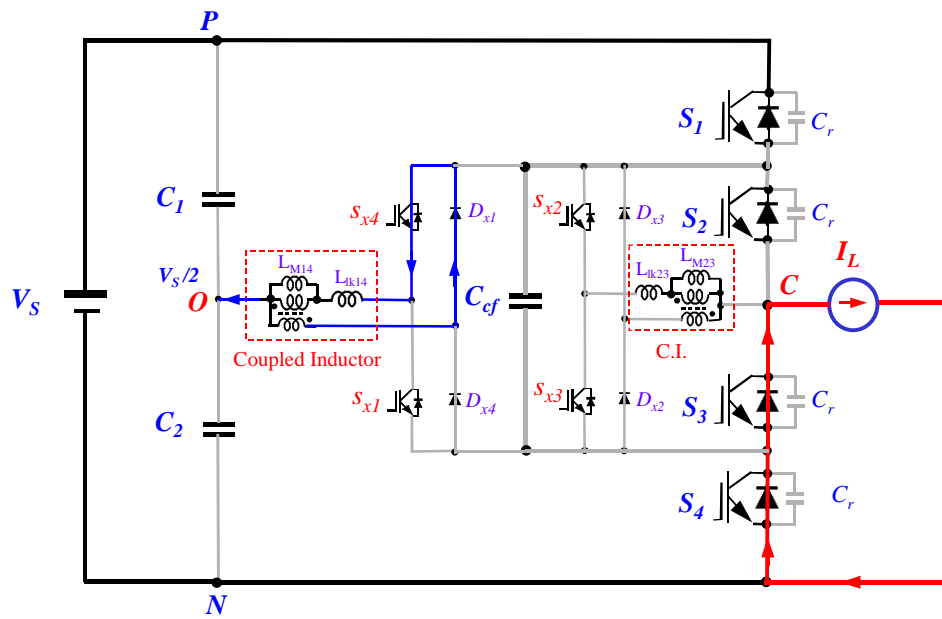 P
S1
Cr
C1
sx4
Dx1
sx2
Dx3
S2
Cr
VS/2
LM14
Llk14
LM23
Llk23
IL
VS
O
Ccf
C
Coupled Inductor
C.I.
C2
sx1
Dx4
sx3
Dx2
S3
Cr
S4
Cr
N